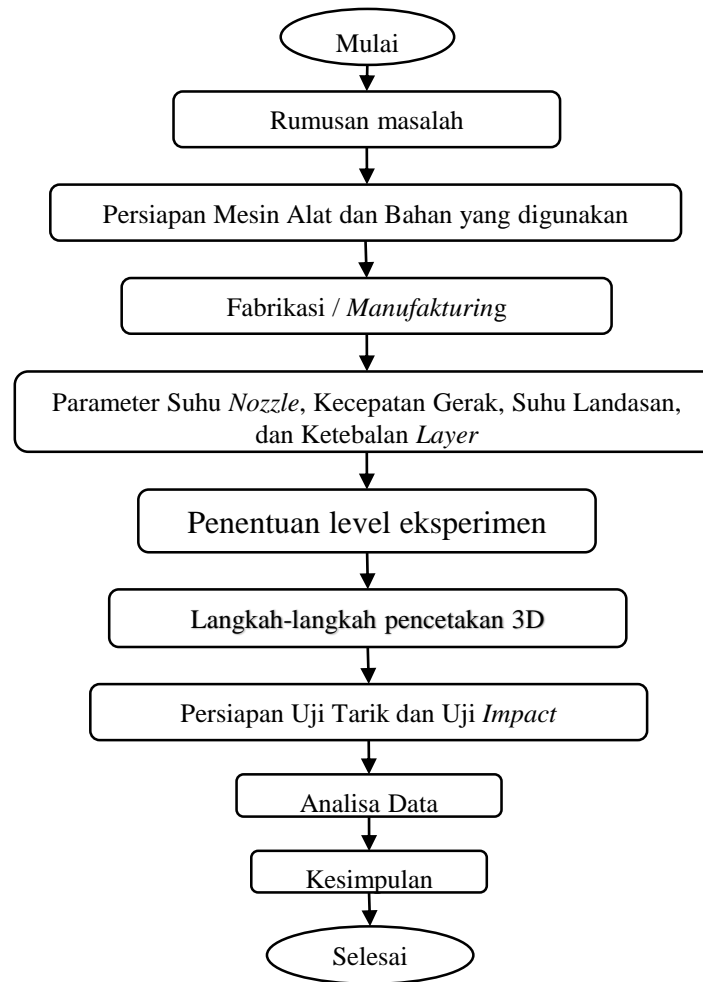 Mulai
Rumusan masalah
Persiapan Mesin Alat dan Bahan yang digunakan
Fabrikasi / Manufakturing
Parameter Suhu Nozzle, Kecepatan Gerak, Suhu Landasan,
dan Ketebalan Layer
Penentuan level eksperimen
Langkah-langkah pencetakan 3D
Persiapan Uji Tarik dan Uji Impact
Analisa Data
Kesimpulan
Selesai